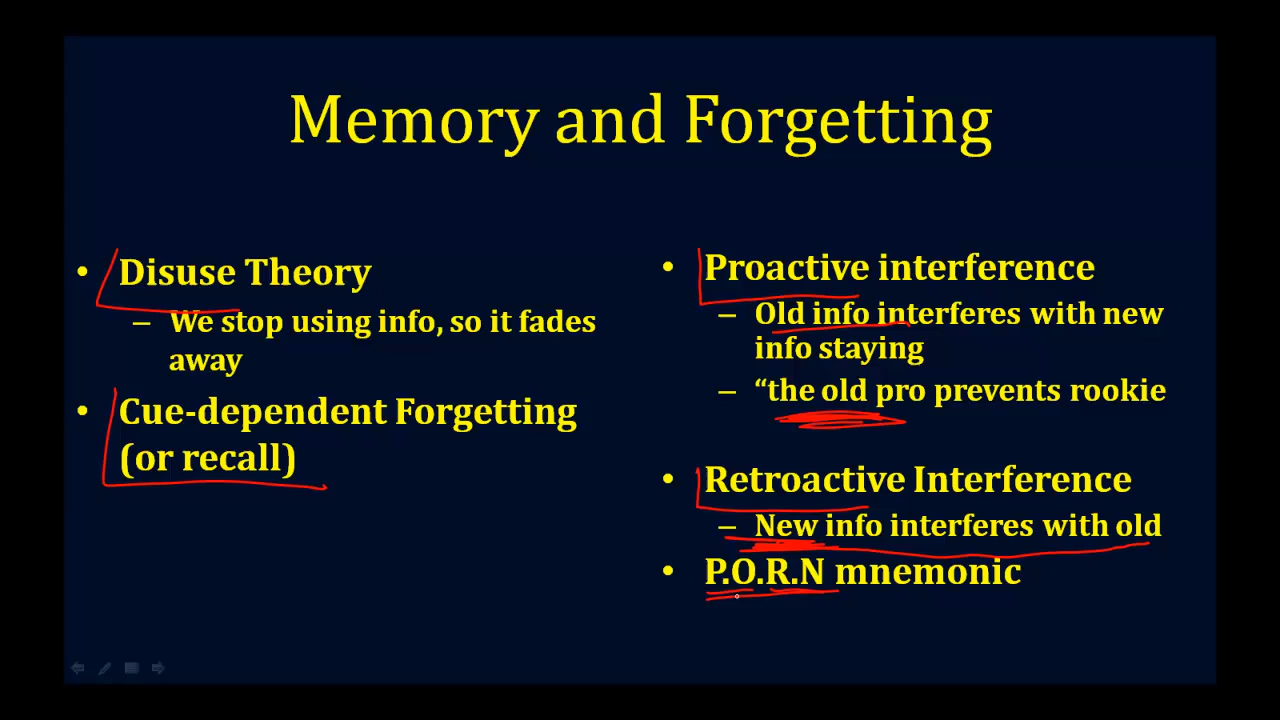 Memory and Forgetting
• Disuse Theory
– We stop using info, so it fades
away
• Cue-dependent Forgetting
(or recall)
• Proactive interference
– Old info interferes with new
info staying
– “the old pro prevents rookie
• Retroactive Interference
– New info interferes with old
• P.O.R.N mnemonic